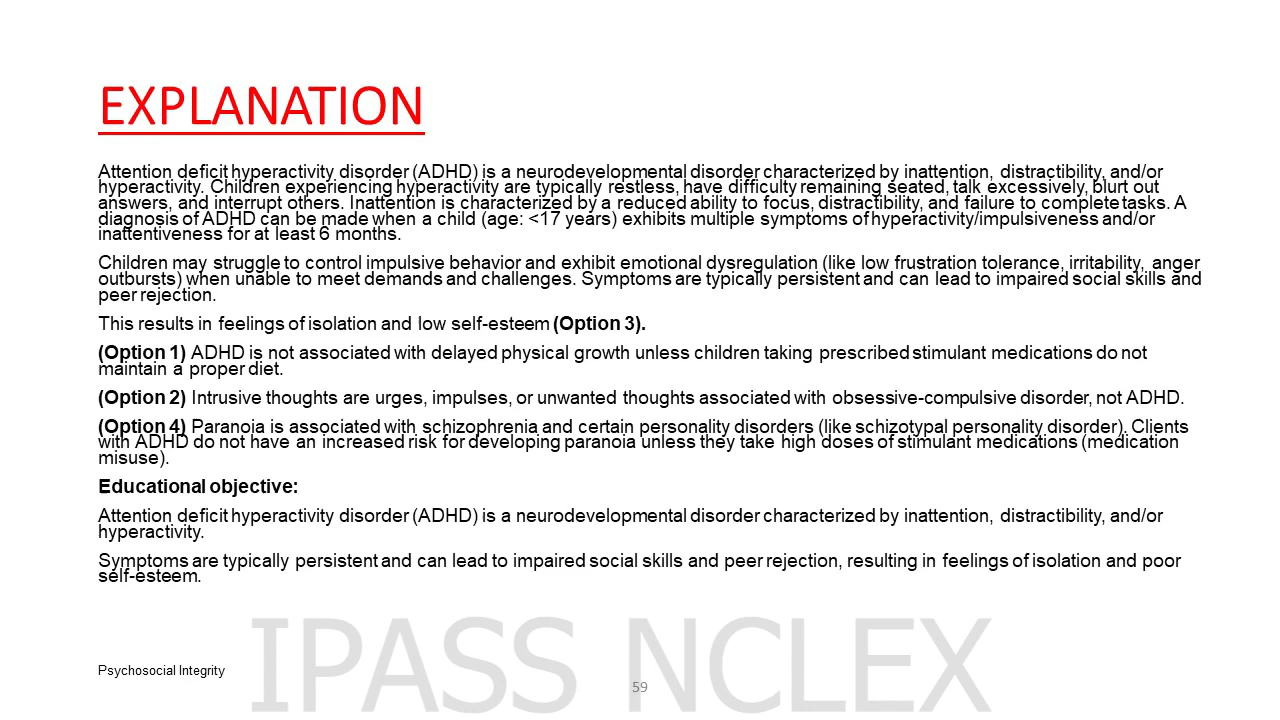 EXPLANATION
Attention deficit hyperactivity disorder (ADHD) is a neurodevelopmental disorder characterized by inattention, distractibility, and/or
hyperactivity. Children experiencing hyperactivity are typically restless, have difficulty remaining seated, talk excessively, blurt out
answers, and interrupt others. Inattention is characterized by a reduced ability to focus, distractibility, and failure to complete tasks. A
diagnosis of ADHD can be made when a child (age: <17 years) exhibits multiple symptoms of hyperactivity/impulsiveness and/or
inattentiveness for at least 6 months.
Children may struggle to control impulsive behavior and exhibit emotional dysregulation (like low frustration tolerance, irritability, anger
outbursts) when unable to meet demands and challenges. Symptoms are typically persistent and can lead to impaired social skills and
peer rejection.
This results in feelings of isolation and low self-esteem (Option 3).
(Option 1) ADHD is not associated with delayed physical growth unless children taking prescribed stimulant medications do not
maintain a proper diet.
(Option 2) Intrusive thoughts are urges, impulses, or unwanted thoughts associated with obsessive-compulsive disorder, not ADHD.
(Option 4) Paranoia is associated with schizophrenia and certain personality disorders (like schizotypal personality disorder). Clients
with ADHD do not have an increased risk for developing paranoia unless they take high doses of stimulant medications (medication
misuse).
Educational objective:
Attention deficit hyperactivity disorder (ADHD) is a neurodevelopmental disorder characterized by inattention, distractibility, and/or
hyperactivity.
Symptoms are typically persistent and can lead to impaired social skills and peer rejection, resulting in feelings of isolation and poor
self-esteem.
IPASS NCLEX
Psychosocial Integrity
59